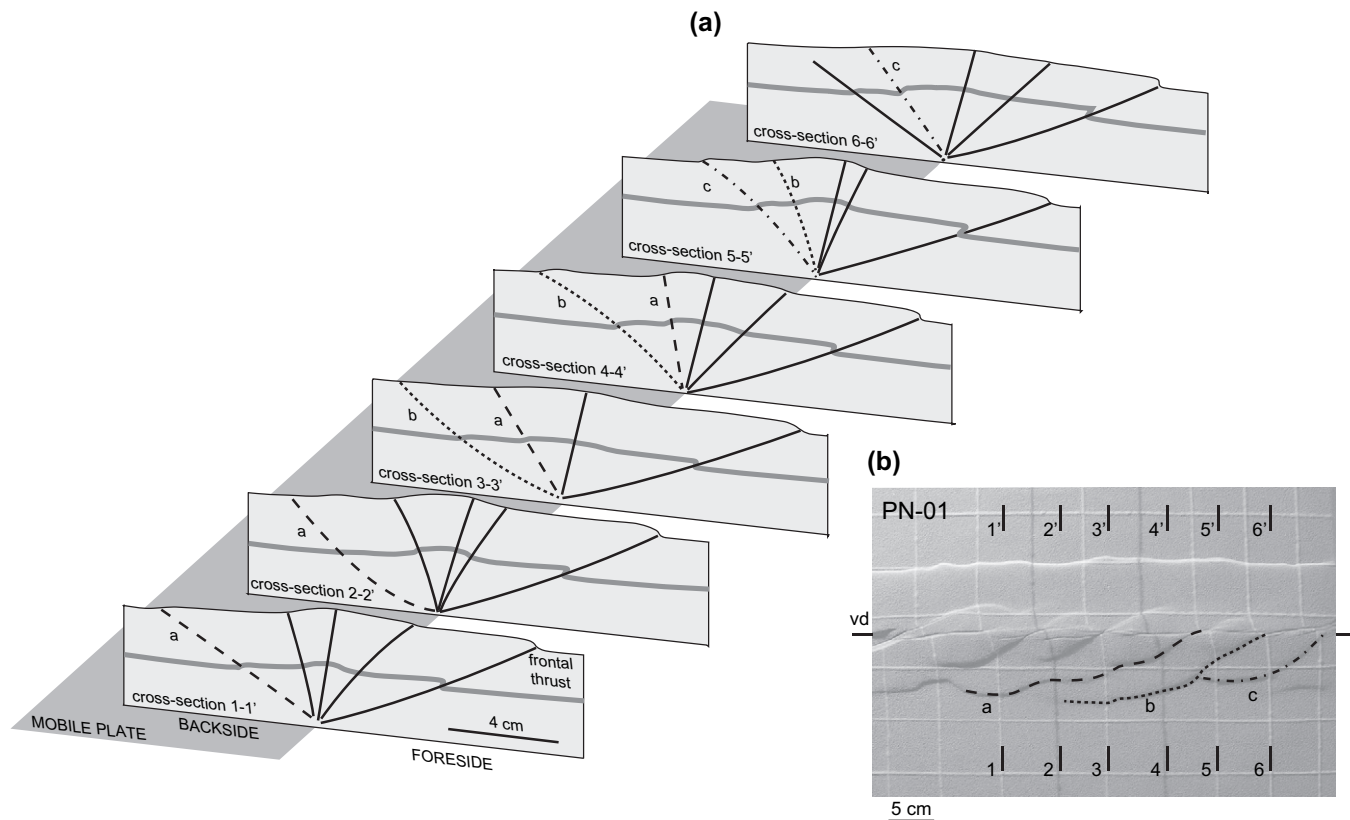 (a)
c
cross-section 6-6'
c
b
cross-section 5-5'
b
a
cross-section 4-4'
b
a
cross-section 3-3'
a
cross-section 2-2'
a
cross-section 1-1'
frontal
thrust
4 cm
MOBILE PLATE
BACKSIDE
FORESIDE
(b)
PN-01
1' 2' 3' 4' 5' 6'
vd
a b c
1 2 3 4 5 6
5 cm